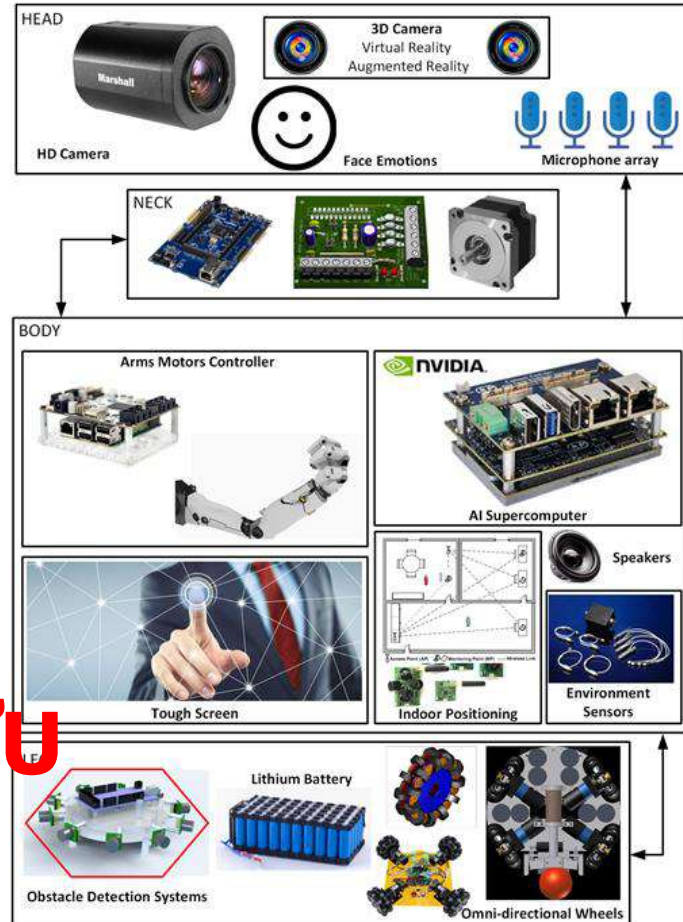 HEAD
3D Camera
Virtual Reality
Augmented Reality
Marshall
HD Camera
Face Emotions
Microphone array
NECK
BODY
Arms Motors Controller
NVIDIA.
AI Supercomputer
Speakers
Tough Screen
Indoor Positioning
Environment
Sensors
U
LE
Lithium Battery
Obstacle Detection Systems
Omni-directional Wheels